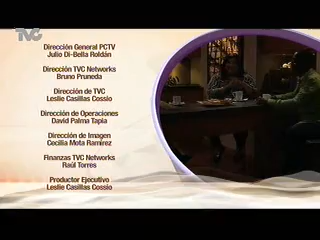 TVC
Dirección General PCTV
Julio Di-Bella Roldán
Dirección TVC Networks
Bruno Pruneda
Dirección de TVC
Leslie Casillas Cossio
Dirección de Operaciones
David Palma Tapia
Dirección de Imagen
Cecilia Mota Ramírez
Finanzas TVC Networks
Raúl Torres
Productor Ejecutivo
Leslie Casillas Cossio